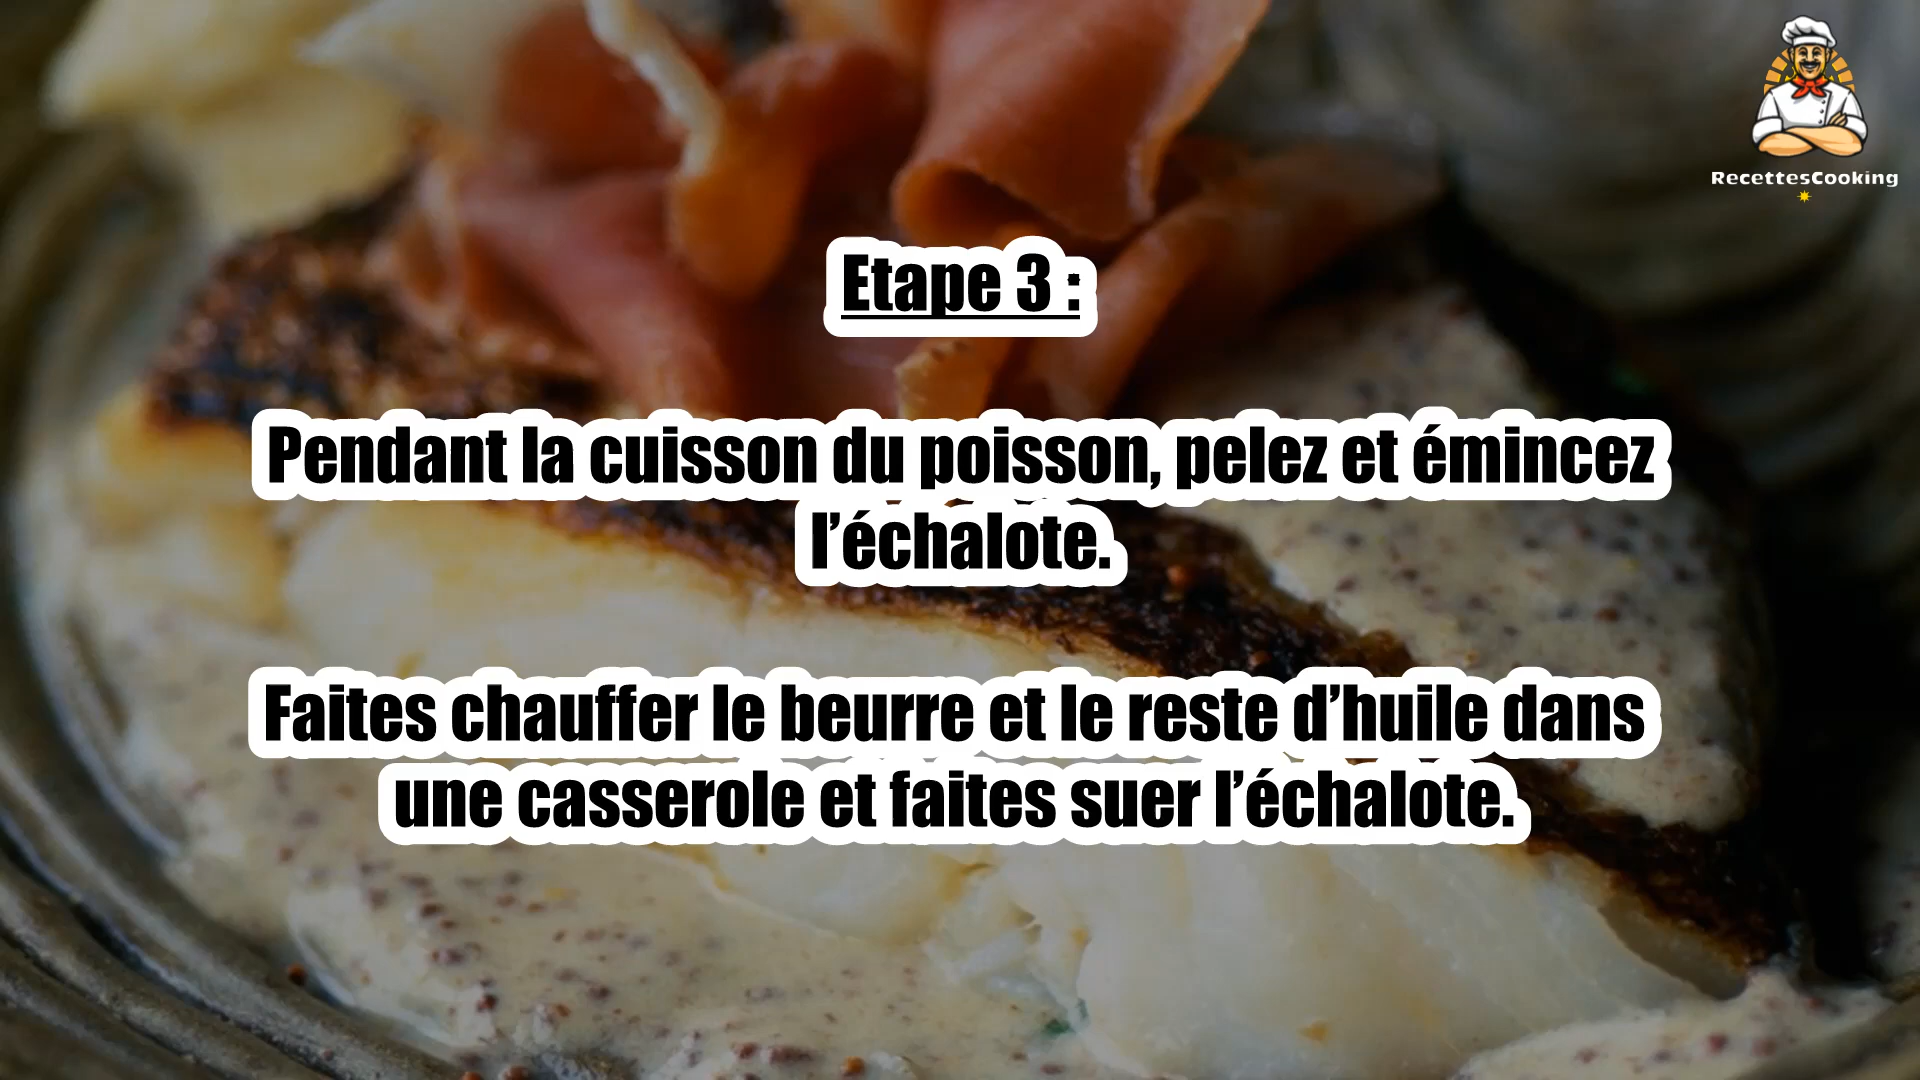 RecettesCooking
Etape 3 :
Pendant la cuisson du poisson, pelez et émincez
l’échalote.
Faites chauffer le beurre et le reste d’huile dans
une casserole et faites suer l’échalote.